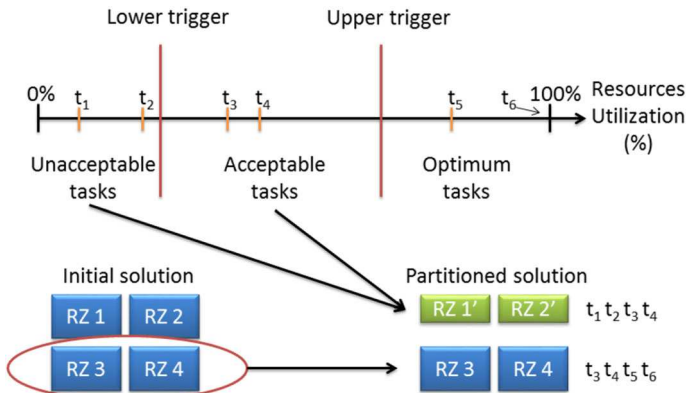 Lower trigger Upper trigger
0% t₁ t₂ t₃ t₄ t₅ t₆ 100% Resources
Utilization
(%)
Unacceptable Acceptable Optimum
tasks tasks tasks
Initial solution Partitioned solution
RZ 1 RZ 2 RZ 1’ RZ 2’ t₁ t₂ t₃ t₄
RZ 3 RZ 4 RZ 3 RZ 4 t₃ t₄ t₅ t₆